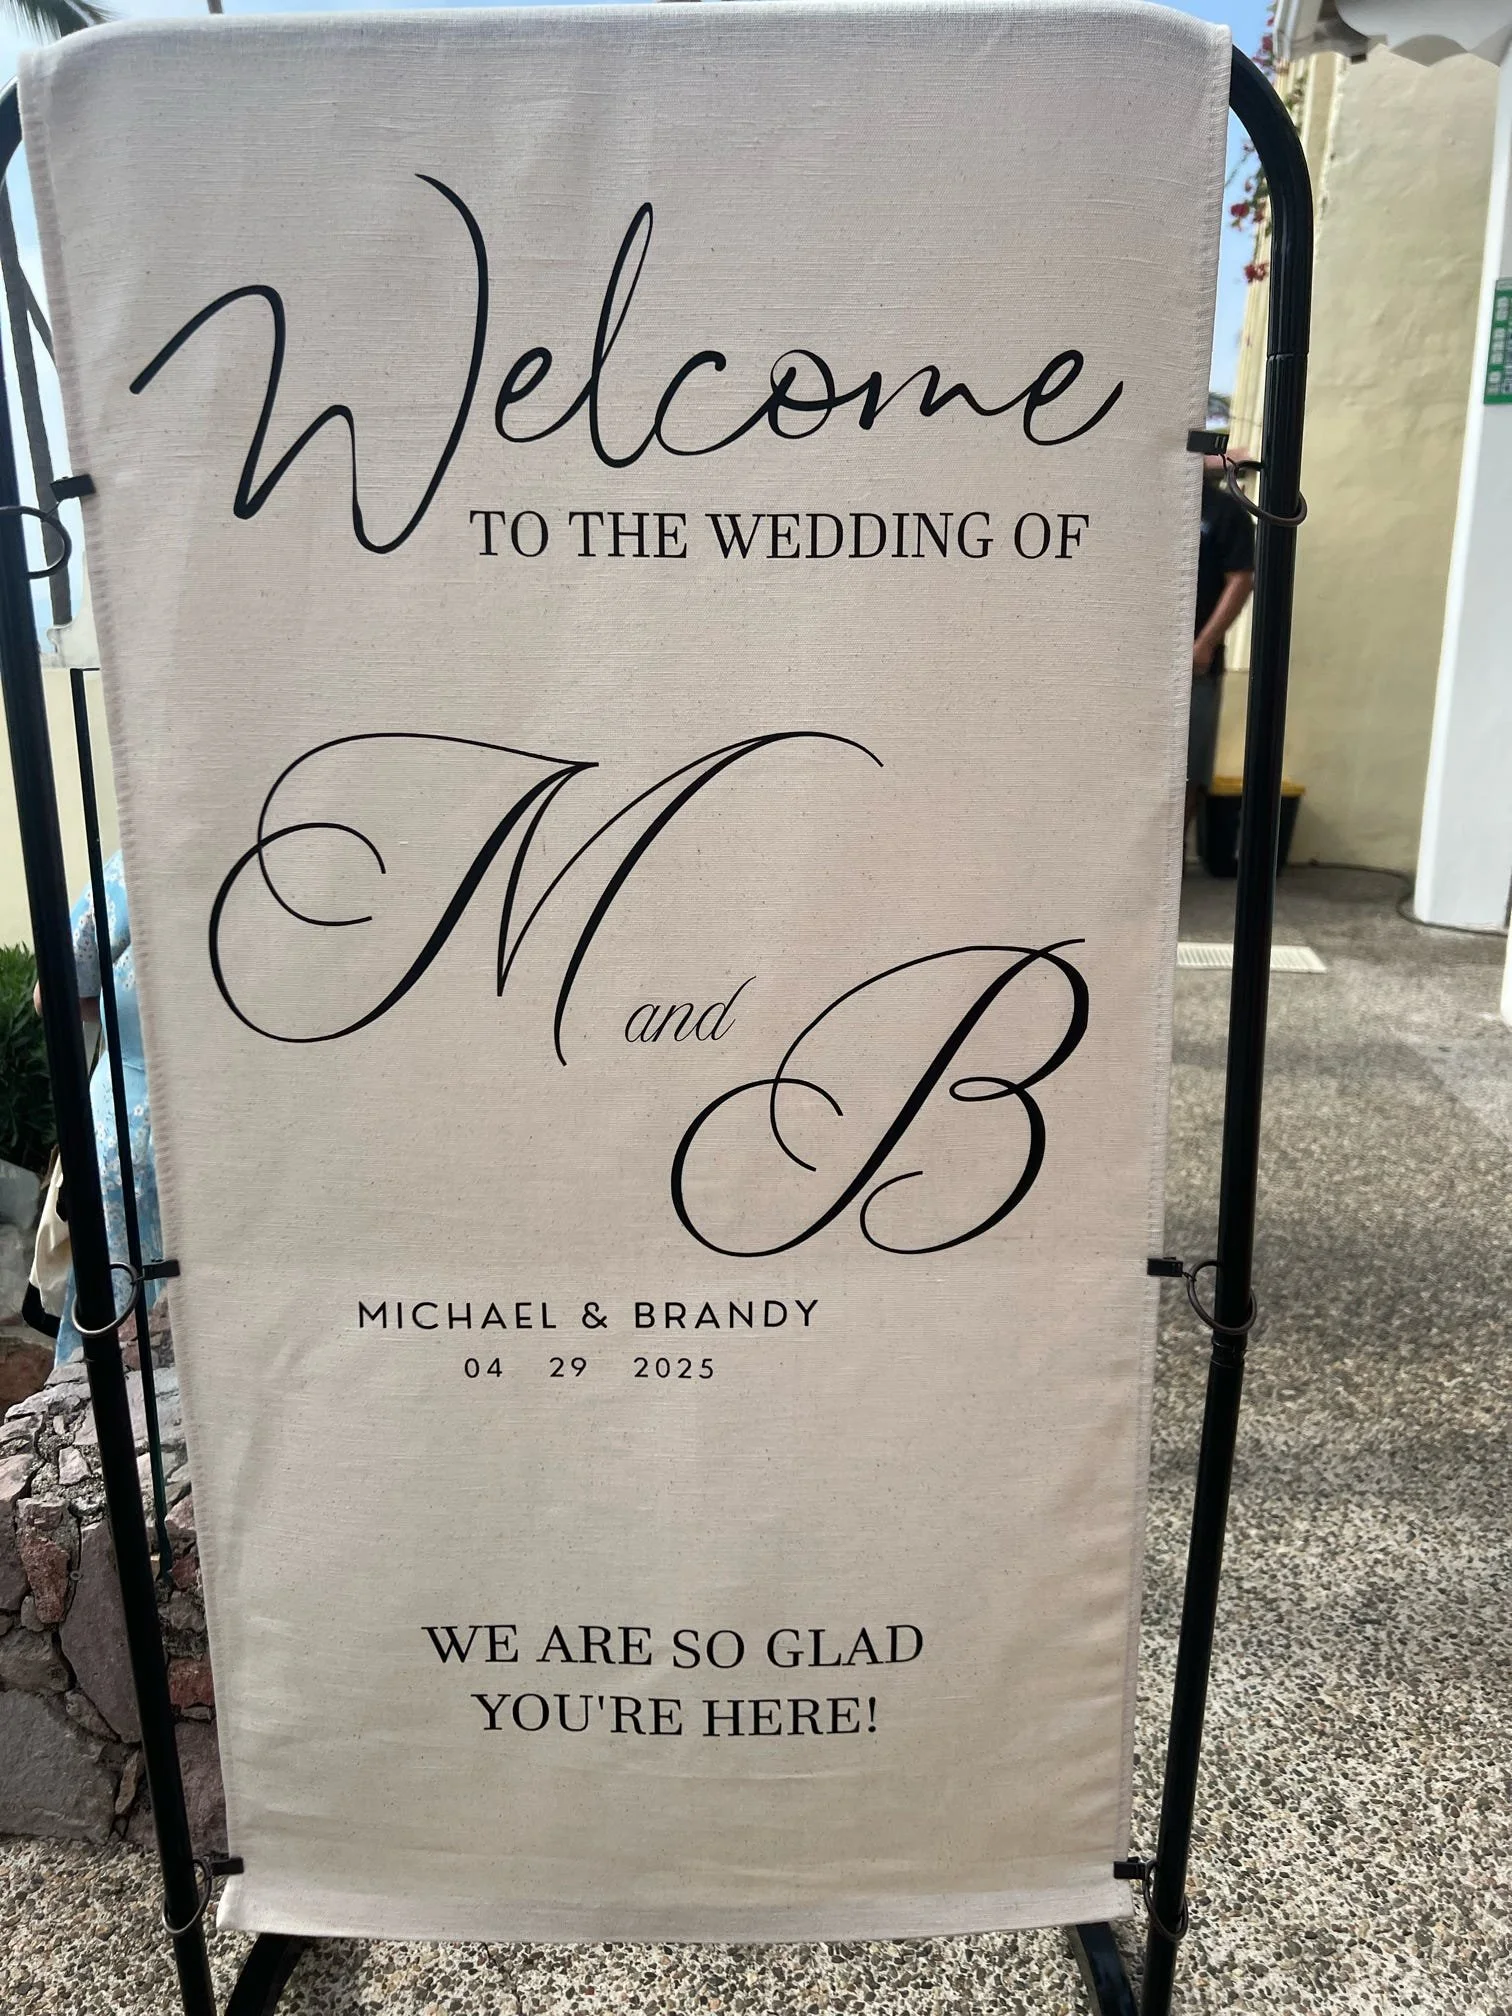 Welcome
TO THE WEDDING OF
M
and
B
MICHAEL & BRANDY
04 29 2025
WE ARE SO GLAD
YOU'RE HERE!